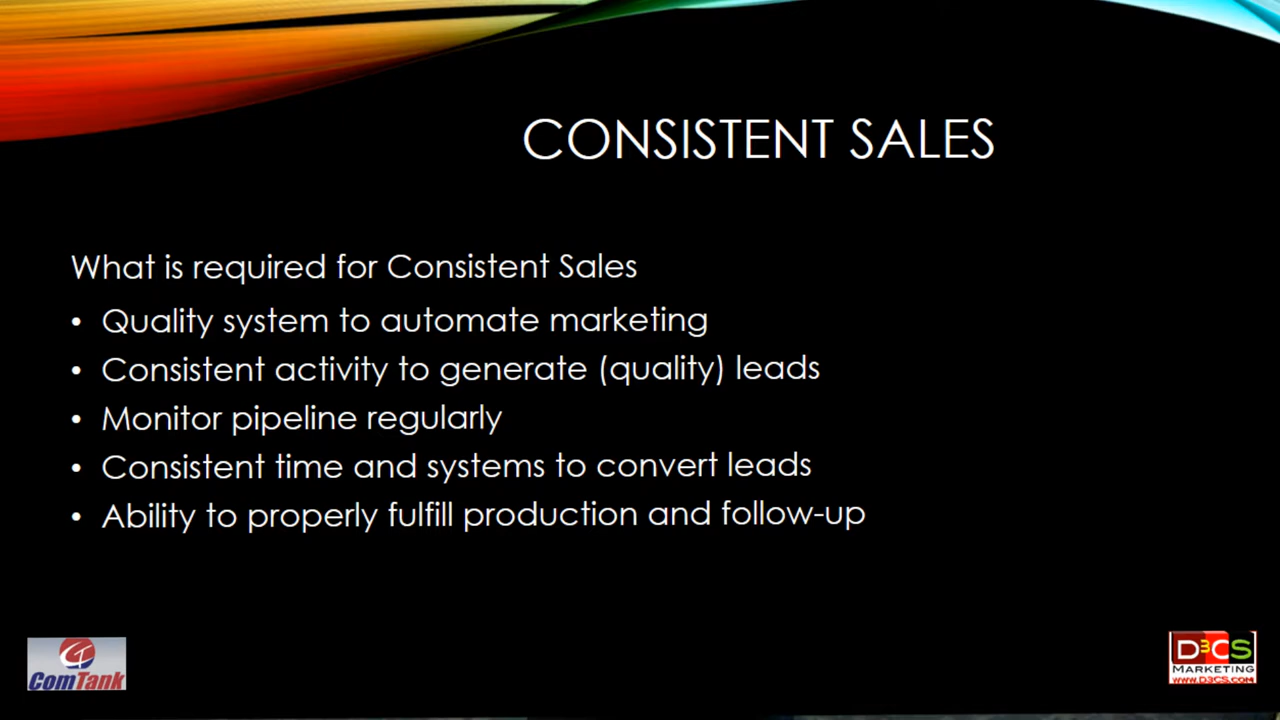 CONSISTENT SALES
What is required for Consistent Sales
• Quality system to automate marketing
• Consistent activity to generate (quality) leads
• Monitor pipeline regularly
• Consistent time and systems to convert leads
• Ability to properly fulfill production and follow-up
ComTank
D3CS
MARKETING
WWW.D3CS.COM